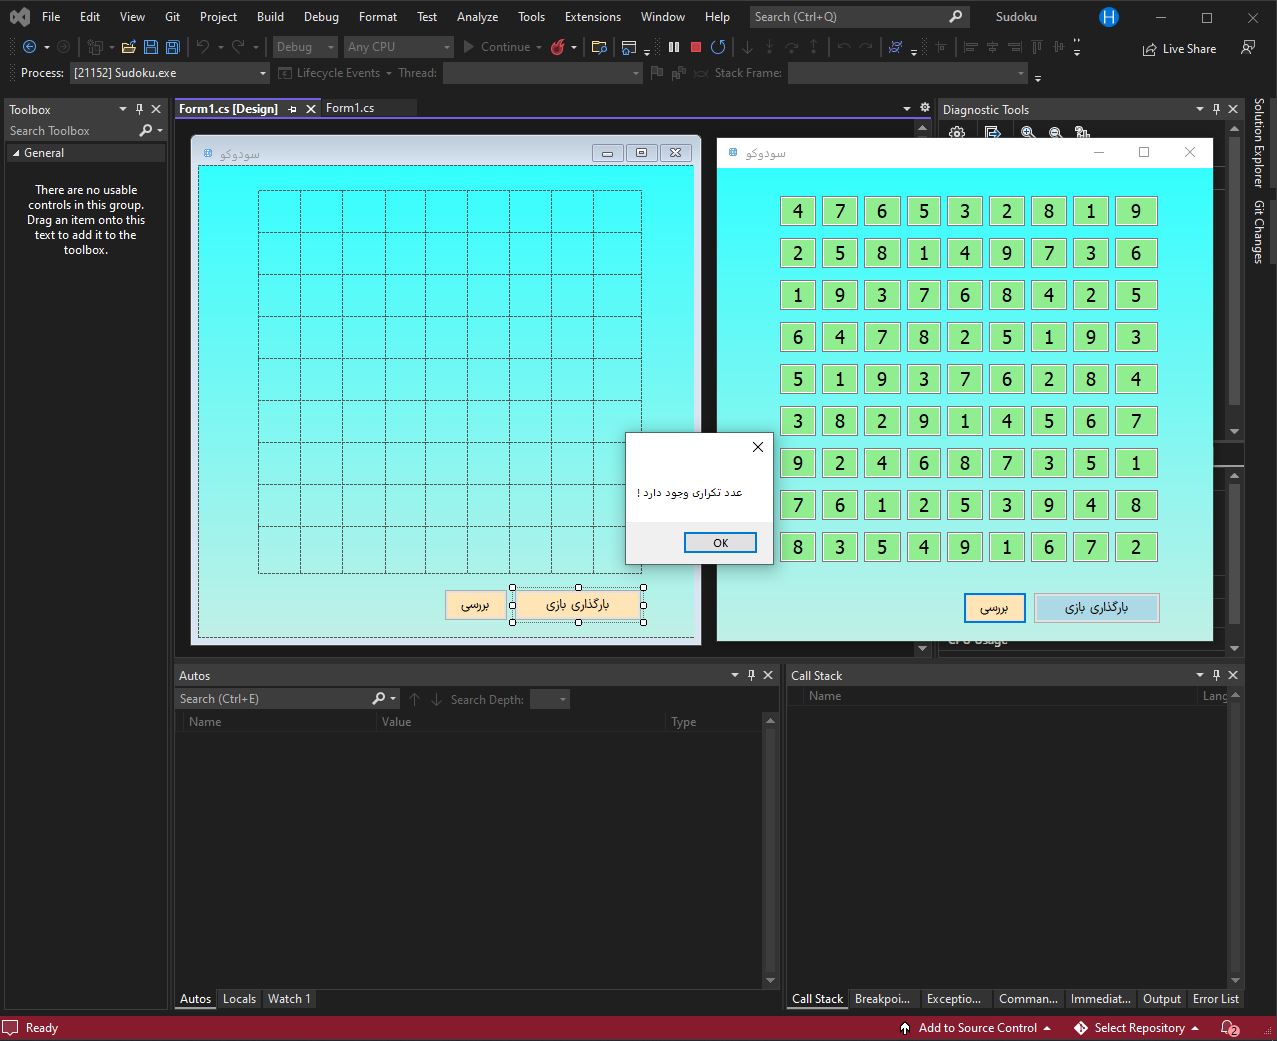 File Edit View Git Project Build Debug Format Test Analyze Tools Extensions Window Help Search (Ctrl+Q) Sudoku H
Debug Any CPU Continue Live Share
Process: [21152] Sudoku.exe Lifecycle Events Thread: Stack Frame:
Toolbox
Search Toolbox
General
There are no usable
controls in this group.
Drag an item onto this
text to add it to the
toolbox.
Form1.cs [Design] Form1.cs
سودوکو
بررسی بارگذاری بازی
Diagnostic Tools
سودوکو
4 7 6 5 3 2 8 1 9
2 5 8 1 4 9 7 3 6
1 9 3 7 6 8 4 2 5
6 4 7 8 2 5 1 9 3
5 1 9 3 7 6 2 8 4
3 8 2 9 1 4 5 6 7
9 2 4 6 8 7 3 5 1
7 6 1 2 5 3 9 4 8
8 3 5 4 9 1 6 7 2
بررسی بارگذاری بازی
عدد تکراری وجود دارد !
OK
Solution Explorer
Git Changes
Autos
Search (Ctrl+E) Search Depth:
Name Value Type
Autos Locals Watch 1
Call Stack
Name Lang
Call Stack Breakpoi... Exceptio... Comman... Immediat... Output Error List
Ready Add to Source Control Select Repository 2